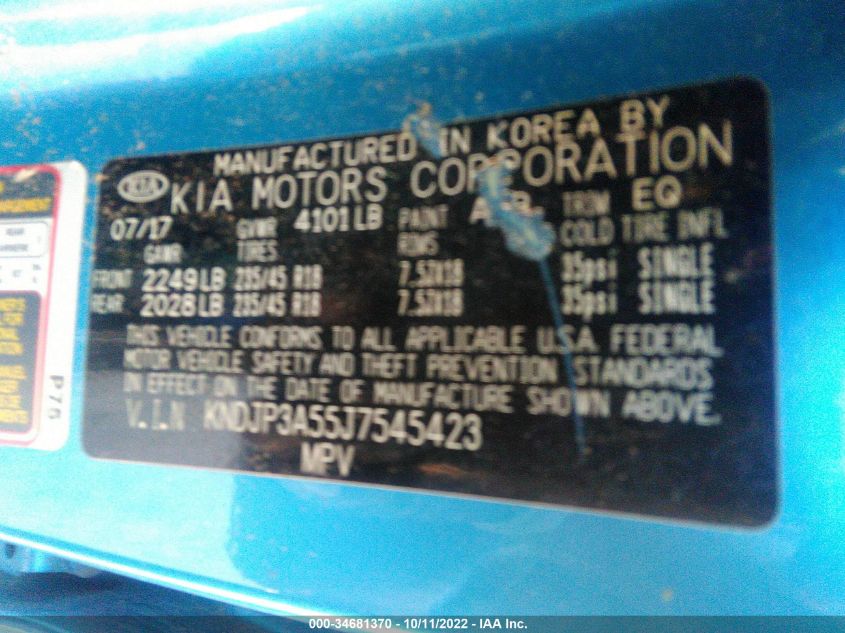 MANUFACTURED IN KOREA BY
KIA KIA MOTORS CORPORATION
07/17 GVWR 4101 LB PAINT TRIM EQ
GAWR TIRES RIMS COLD TIRE INFL
FRONT 2249 LB 235/45 R18 7.5JX18 35psi SINGLE
REAR 2028 LB 235/45 R18 7.5JX18 35psi SINGLE
THIS VEHICLE CONFORMS TO ALL APPLICABLE U.S.A. FEDERAL
MOTOR VEHICLE SAFETY AND THEFT PREVENTION STANDARDS
IN EFFECT ON THE DATE OF MANUFACTURE SHOWN ABOVE.
V.I.N KNDJP3A55J7545423
MPV
P76
000-34681370 - 10/11/2022 - IAA Inc.